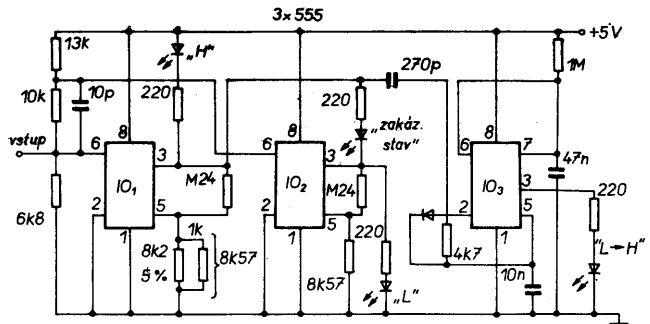 3x555
+5V
13k
„H"
270p
1M
10k
10p
220
220
„zakáz.
stav"
vstup
6
8
3
6
8
3
6
8
7
3
47n
IO1
M24
IO2
M24
IO3
220
2
5
2
5
2
5
6k8
1
1k
1
220
4k7
1
10n
„L→H"
8k2
5%
8k57
8k57
„L"